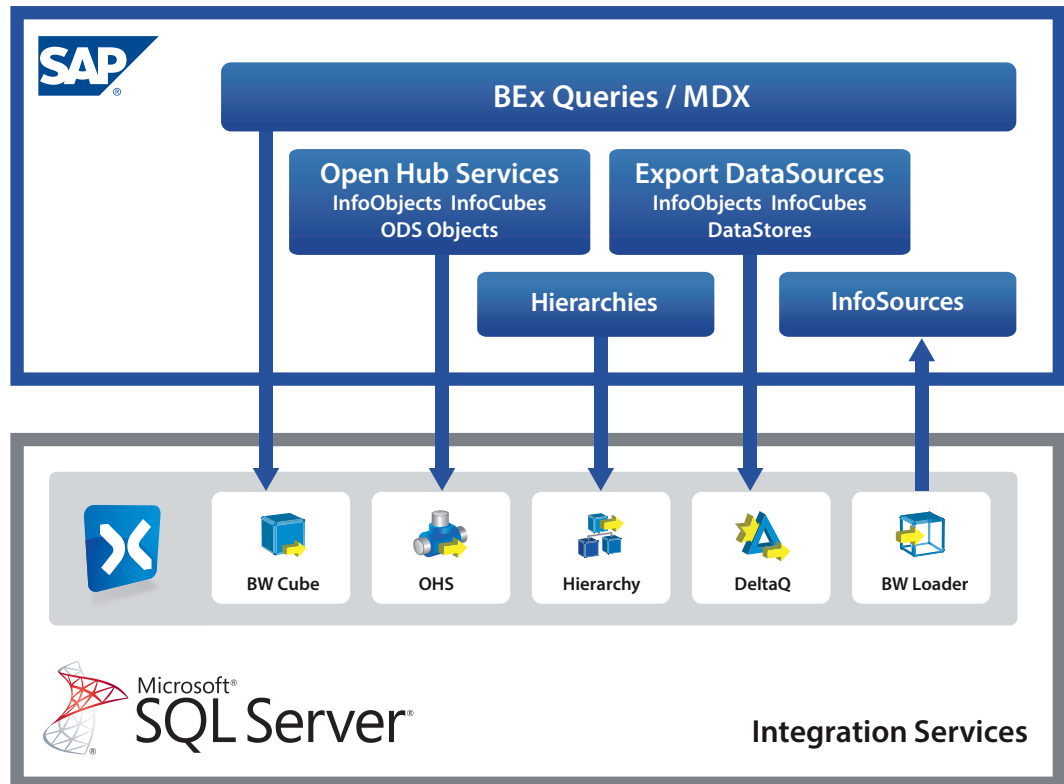 SAP®
BEx Queries / MDX
Open Hub Services
InfoObjects InfoCubes
ODS Objects
Export DataSources
InfoObjects InfoCubes
DataStores
Hierarchies
InfoSources
BW Cube
OHS
Hierarchy
DeltaQ
BW Loader
®
Microsoft®
SQL Server®
Integration Services